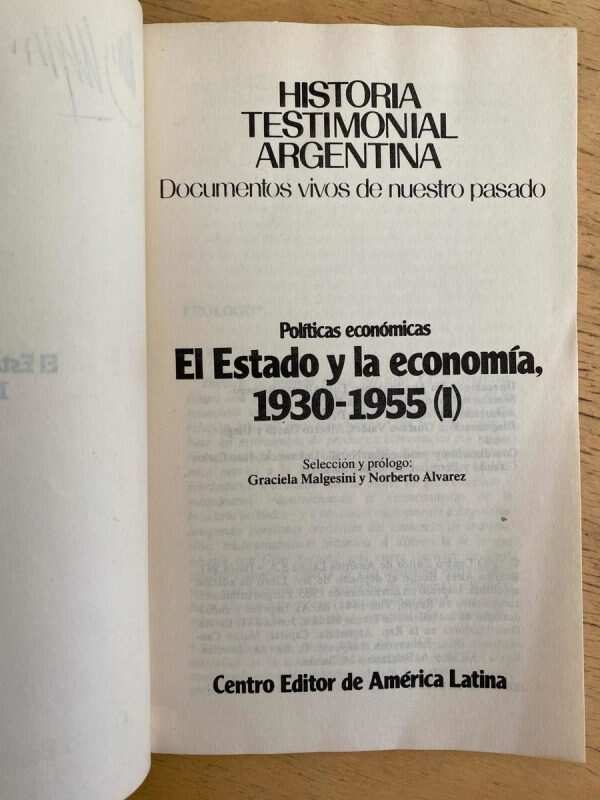 HISTORIA
TESTIMONIAL
ARGENTINA
Documentos vivos de nuestro pasado
Políticas económicas
El Estado y la economía,
1930-1955 (I)
Selección y prólogo:
Graciela Malgesini y Norberto Alvarez
Centro Editor de América Latina